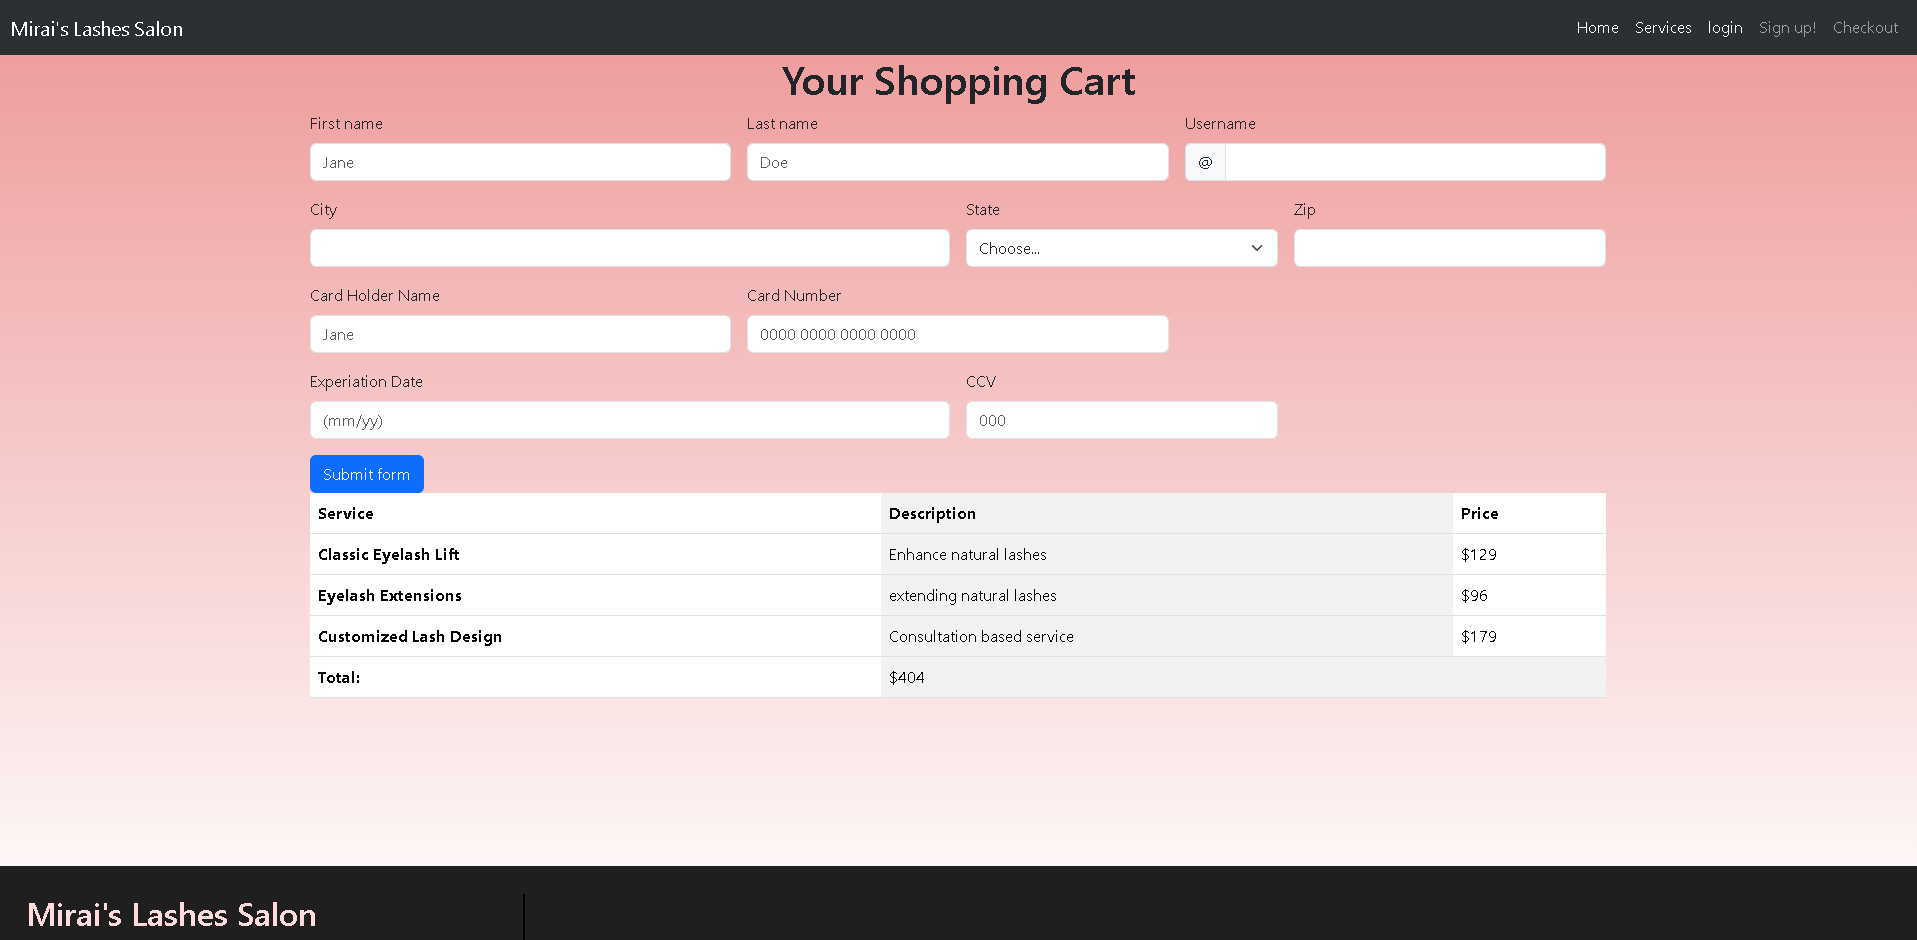 Mirai's Lashes Salon Home Services login Sign up! Checkout
Your Shopping Cart
First name Last name Username
Jane Doe @
City State Zip
Choose...
Card Holder Name Card Number
Jane 0000 0000 0000 0000
Experiation Date CCV
(mm/yy) 000
Submit form
Service Description Price
Classic Eyelash Lift Enhance natural lashes $129
Eyelash Extensions extending natural lashes $96
Customized Lash Design Consultation based service $179
Total: $404
Mirai's Lashes Salon